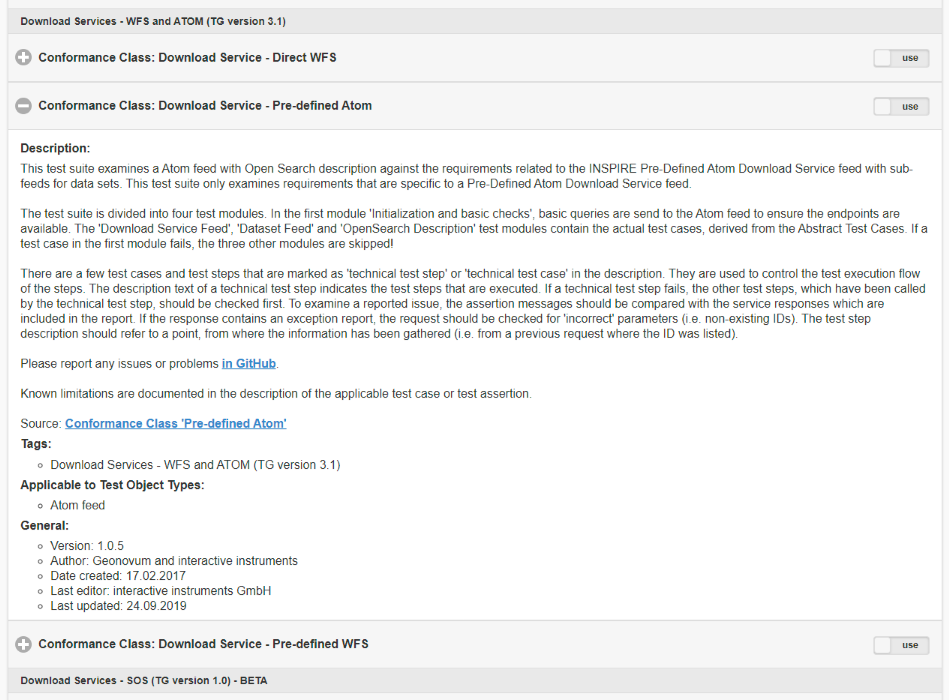 Download Services - WFS and ATOM (TG version 3.1)
Conformance Class: Download Service - Direct WFS
use
Conformance Class: Download Service - Pre-defined Atom
use
Description:
This test suite examines a Atom feed with Open Search description against the requirements related to the INSPIRE Pre-Defined Atom Download Service feed with sub-
feeds for data sets. This test suite only examines requirements that are specific to a Pre-Defined Atom Download Service feed.
The test suite is divided into four test modules. In the first module 'Initialization and basic checks', basic queries are send to the Atom feed to ensure the endpoints are
available. The 'Download Service Feed', 'Dataset Feed' and 'OpenSearch Description' test modules contain the actual test cases, derived from the Abstract Test Cases. If a
test case in the first module fails, the three other modules are skipped!
There are a few test cases and test steps that are marked as 'technical test step' or 'technical test case' in the description. They are used to control the test execution flow
of the steps. The description text of a technical test step indicates the test steps that are executed. If a technical test step fails, the other test steps, which have been called
by the technical test step, should be checked first. To examine a reported issue, the assertion messages should be compared with the service responses which are
included in the report. If the response contains an exception report, the request should be checked for 'incorrect' parameters (i.e. non-existing IDs). The test step
description should refer to a point, from where the information has been gathered (i.e. from a previous request where the ID was listed).
Please report any issues or problems in GitHub.
Known limitations are documented in the description of the applicable test case or test assertion.
Source: Conformance Class 'Pre-defined Atom'
Tags:
Download Services - WFS and ATOM (TG version 3.1)
Applicable to Test Object Types:
Atom feed
General:
Version: 1.0.5
Author: Geonovum and interactive instruments
Date created: 17.02.2017
Last editor: interactive instruments GmbH
Last updated: 24.09.2019
Conformance Class: Download Service - Pre-defined WFS
use
Download Services - SOS (TG version 1.0) - BETA